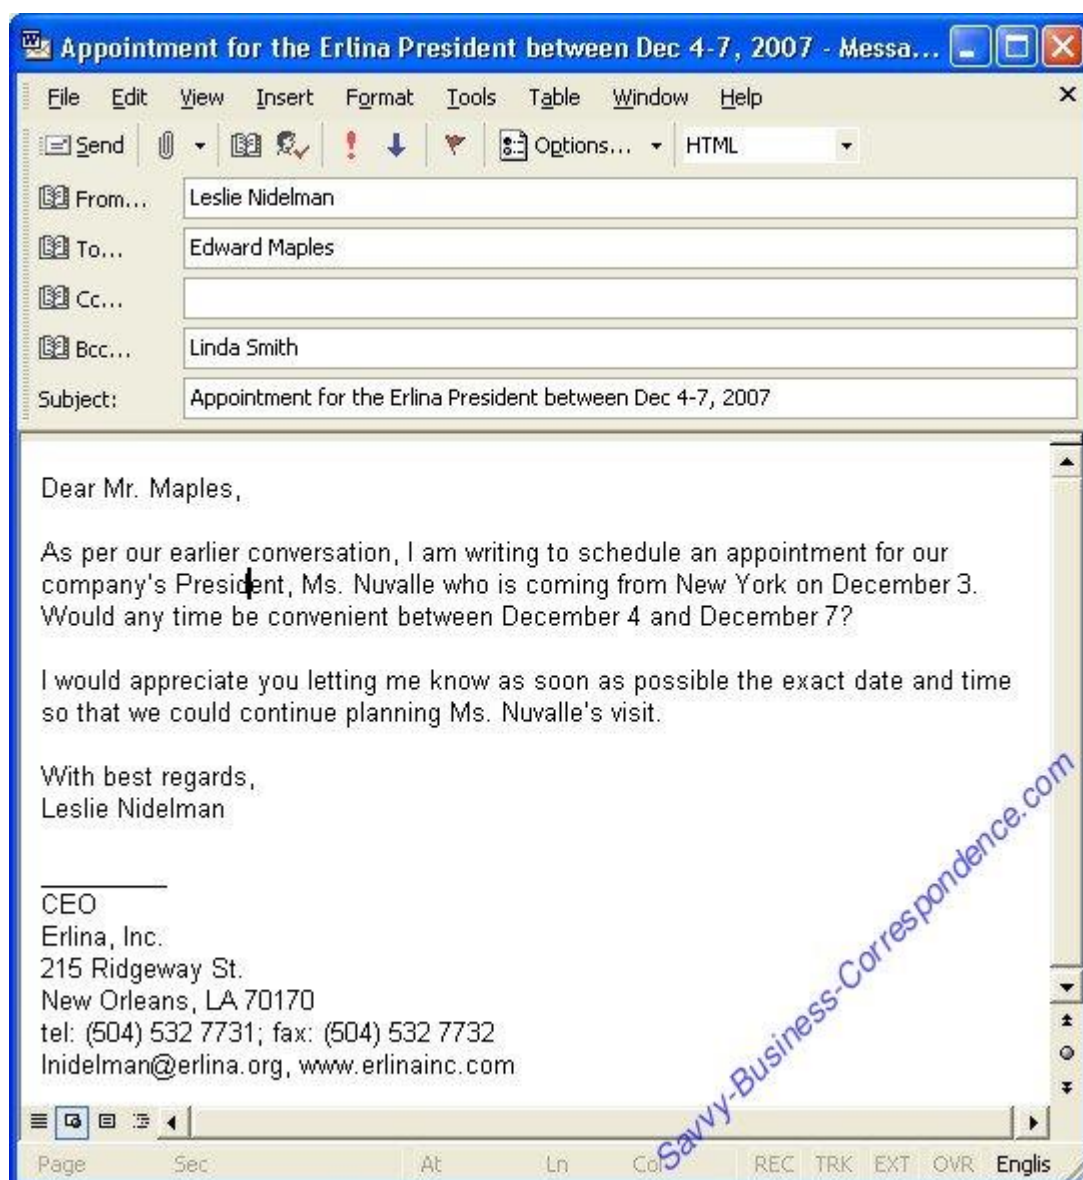 Appointment for the Erlina President between Dec 4-7, 2007 - Messa...
File Edit View Insert Format Tools Table Window Help
Send Options... HTML
From... Leslie Nidelman
To... Edward Maples
Cc...
Bcc... Linda Smith
Subject: Appointment for the Erlina President between Dec 4-7, 2007
Dear Mr. Maples,
As per our earlier conversation, I am writing to schedule an appointment for our
company's President, Ms. Nuvalle who is coming from New York on December 3.
Would any time be convenient between December 4 and December 7?
I would appreciate you letting me know as soon as possible the exact date and time
so that we could continue planning Ms. Nuvalle's visit.
With best regards,
Leslie Nidelman
CEO
Erlina, Inc.
215 Ridgeway St.
New Orleans, LA 70170
tel: (504) 532 7731; fax: (504) 532 7732
lnidelman@erlina.org, www.erlinainc.com
Savvy-Business-Correspondence.com
Page Sec At Ln Col REC TRK EXT OVR Englis